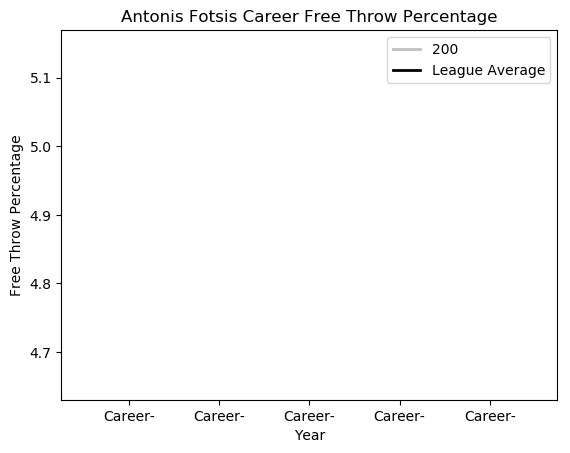 Antonis Fotsis Career Free Throw Percentage
200
League Average
5.1
5.0
4.9
4.8
4.7
Free Throw Percentage
Career- Career- Career- Career- Career-
Year